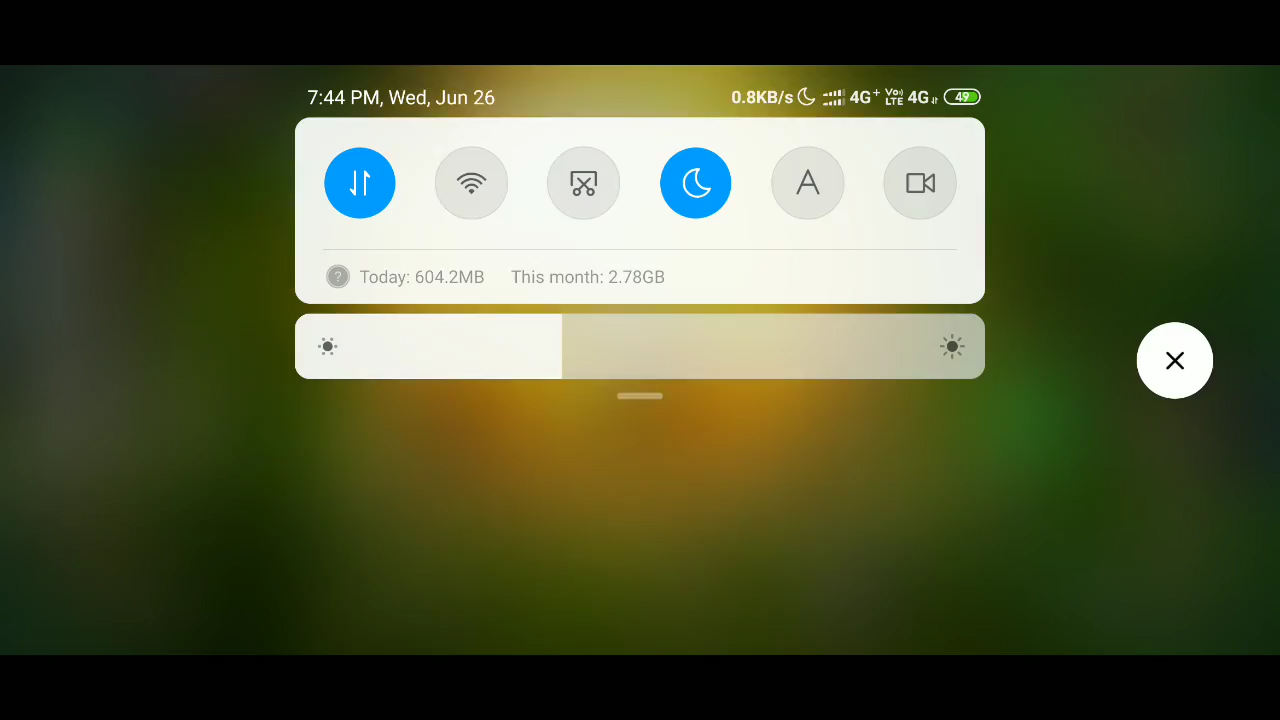 7:44 PM, Wed, Jun 26 0.8KB/s 4G+ Vo) LTE 4G 49
A
? Today: 604.2MB This month: 2.78GB